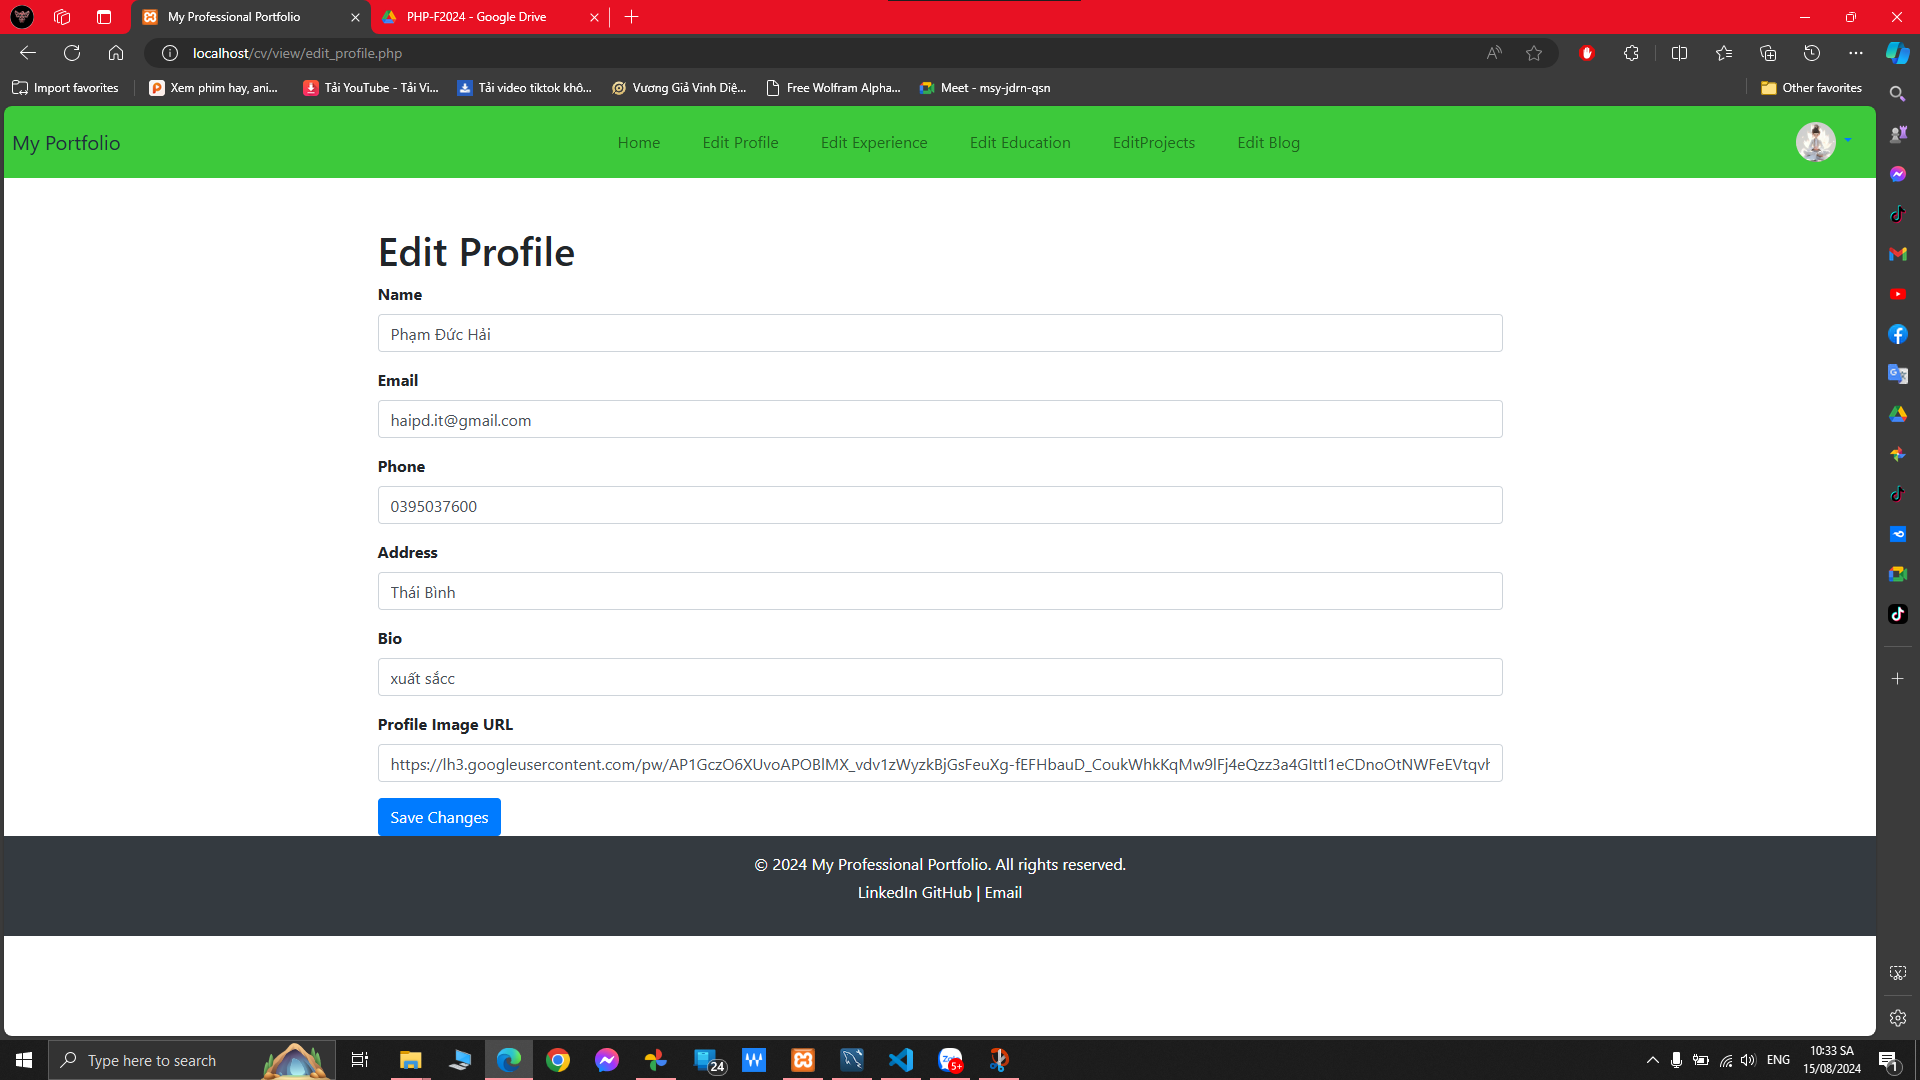 My Professional Portfolio
PHP-F2024 - Google Drive
localhost/cv/view/edit_profile.php
Import favorites
Xem phim hay, ani...
Tải YouTube - Tải Vi...
Tải video tiktok khô...
Vương Giả Vinh Diệ...
Free Wolfram Alpha...
Meet - msy-jdrn-qsn
Other favorites
My Portfolio
Home
Edit Profile
Edit Experience
Edit Education
EditProjects
Edit Blog
Edit Profile
Name
Phạm Đức Hải
Email
haipd.it@gmail.com
Phone
0395037600
Address
Thái Bình
Bio
xuất sắcc
Profile Image URL
https://lh3.googleusercontent.com/pw/AP1GczO6XUvoAPOBlMX_vdv1zWyzkBjGsFeuXg-fEFHbauD_CoukWhkKqMw9lFj4eQzz3a4GIttl1eCDnoOtNWFeEVtqvh
Save Changes
© 2024 My Professional Portfolio. All rights reserved.
LinkedIn GitHub | Email
Type here to search
24
5+
ENG
10:33 SA
15/08/2024
1